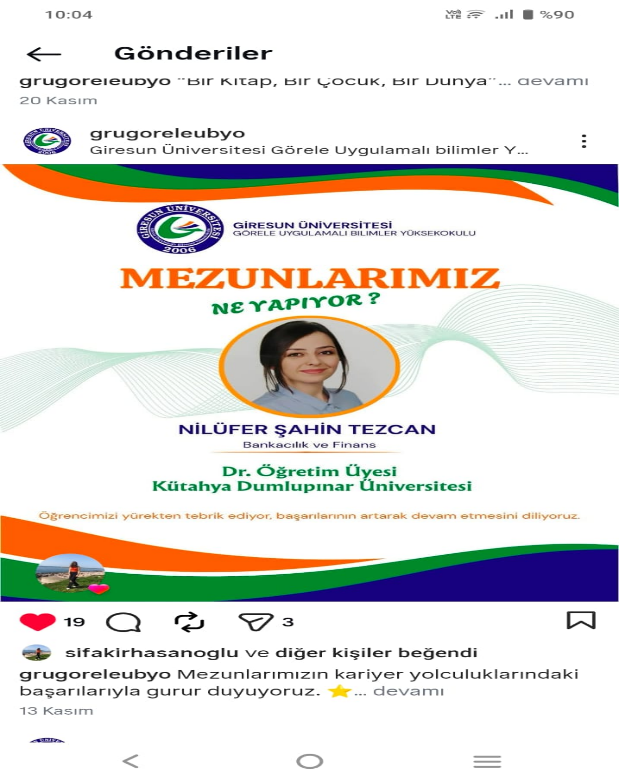 10:04
Vo) LTE %90
Gönderiler
grugoreleubyo "Bir Kitap, Bir Çocuk, Bir Dünya"... devamı
20 Kasım
grugoreleubyo
Giresun Üniversitesi Görele Uygulamalı bilimler Y...
GİRESUN ÜNİVERSİTESİ
2006
GİRESUN ÜNİVERSİTESİ
GÖRELE UYGULAMALI BİLİMLER YÜKSEKOKULU
MEZUNLARIMIZ
NE YAPIYOR ?
NİLÜFER ŞAHİN TEZCAN
Bankacılık ve Finans
Dr. Öğretim Üyesi
Kütahya Dumlupınar Üniversitesi
Öğrencimizi yürekten tebrik ediyor, başarılarının artarak devam etmesini diliyoruz.
19 3
sifakirhasanoglu ve diğer kişiler beğendi
grugoreleubyo Mezunlarımızın kariyer yolculuklarındaki
başarılarıyla gurur duyuyoruz. ⭐... devamı
13 Kasım